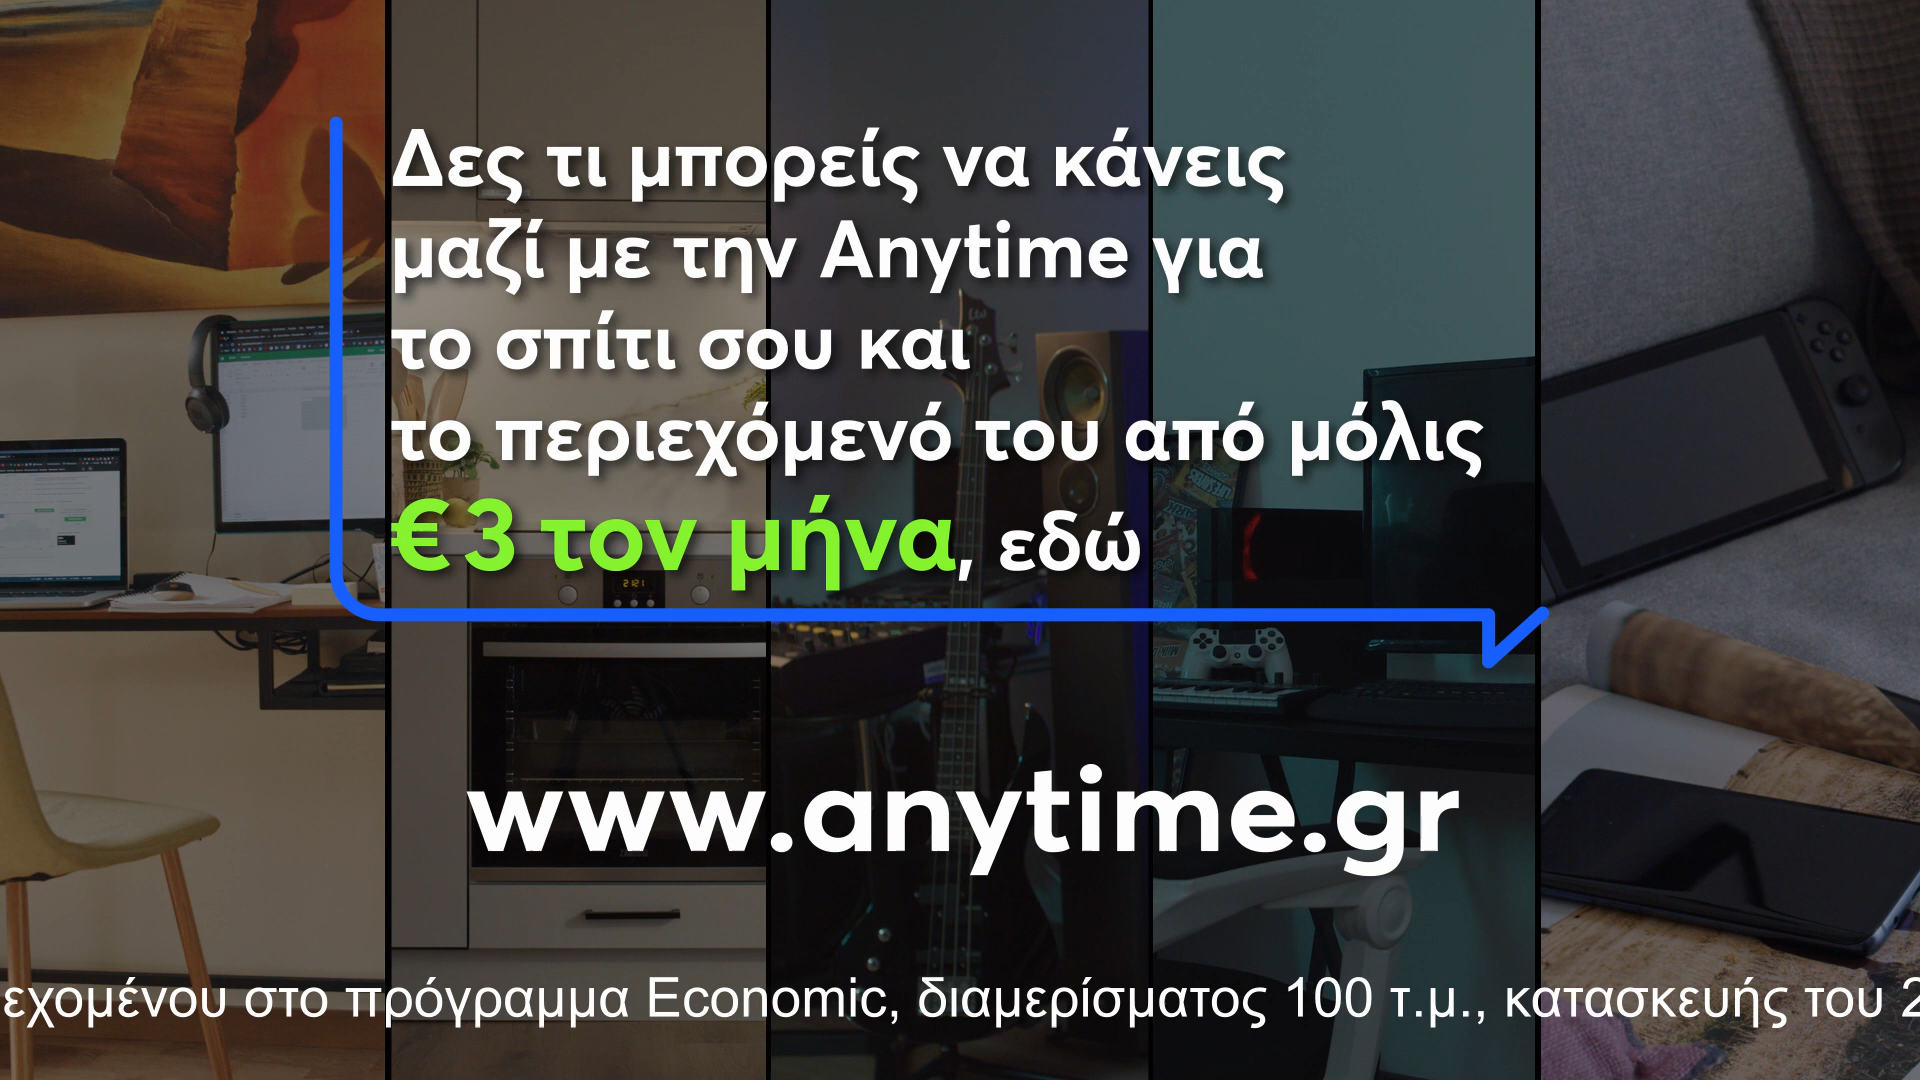 Δες τι μπορείς να κάνεις
μαζί με την Anytime για
το σπίτι σου και
το περιεχόμενό του από μόλις
€3 τον μήνα, εδώ
www.anytime.gr
εχομένου στο πρόγραμμα Economic, διαμερίσματος 100 τ.μ., κατασκευής του 2